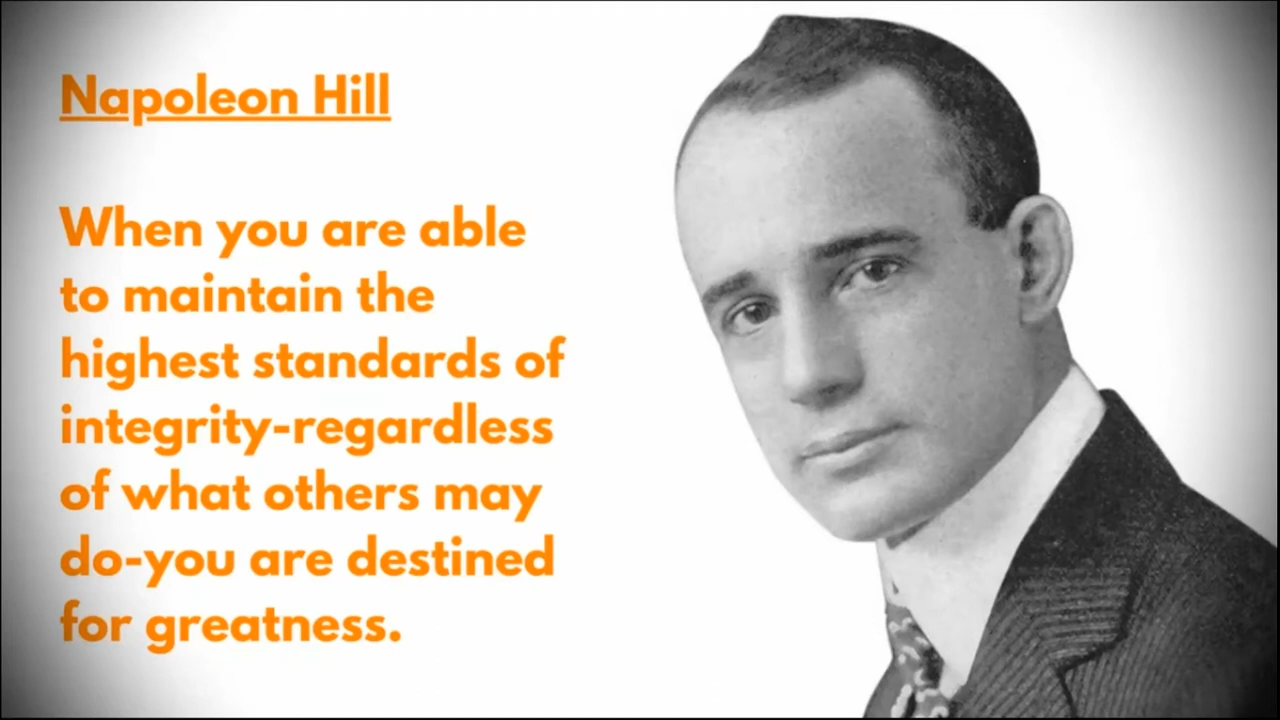 Napoleon Hill
When you are able
to maintain the
highest standards of
integrity-regardless
of what others may
do-you are destined
for greatness.